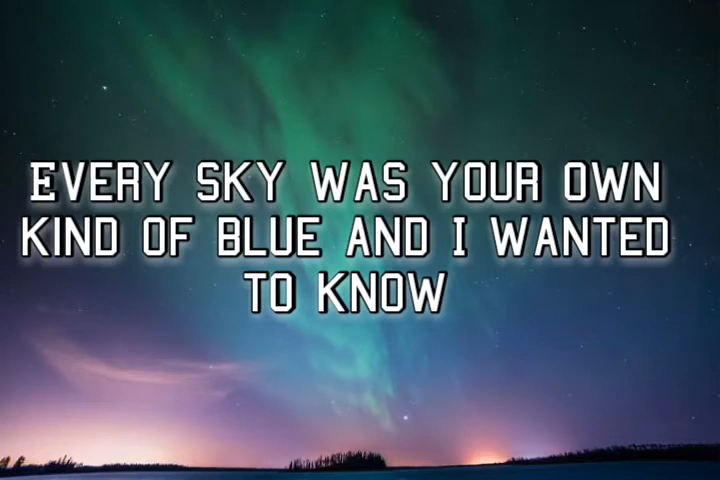 EVERY SKY WAS YOUR OWN
KIND OF BLUE AND I WANTED
TO KNOW